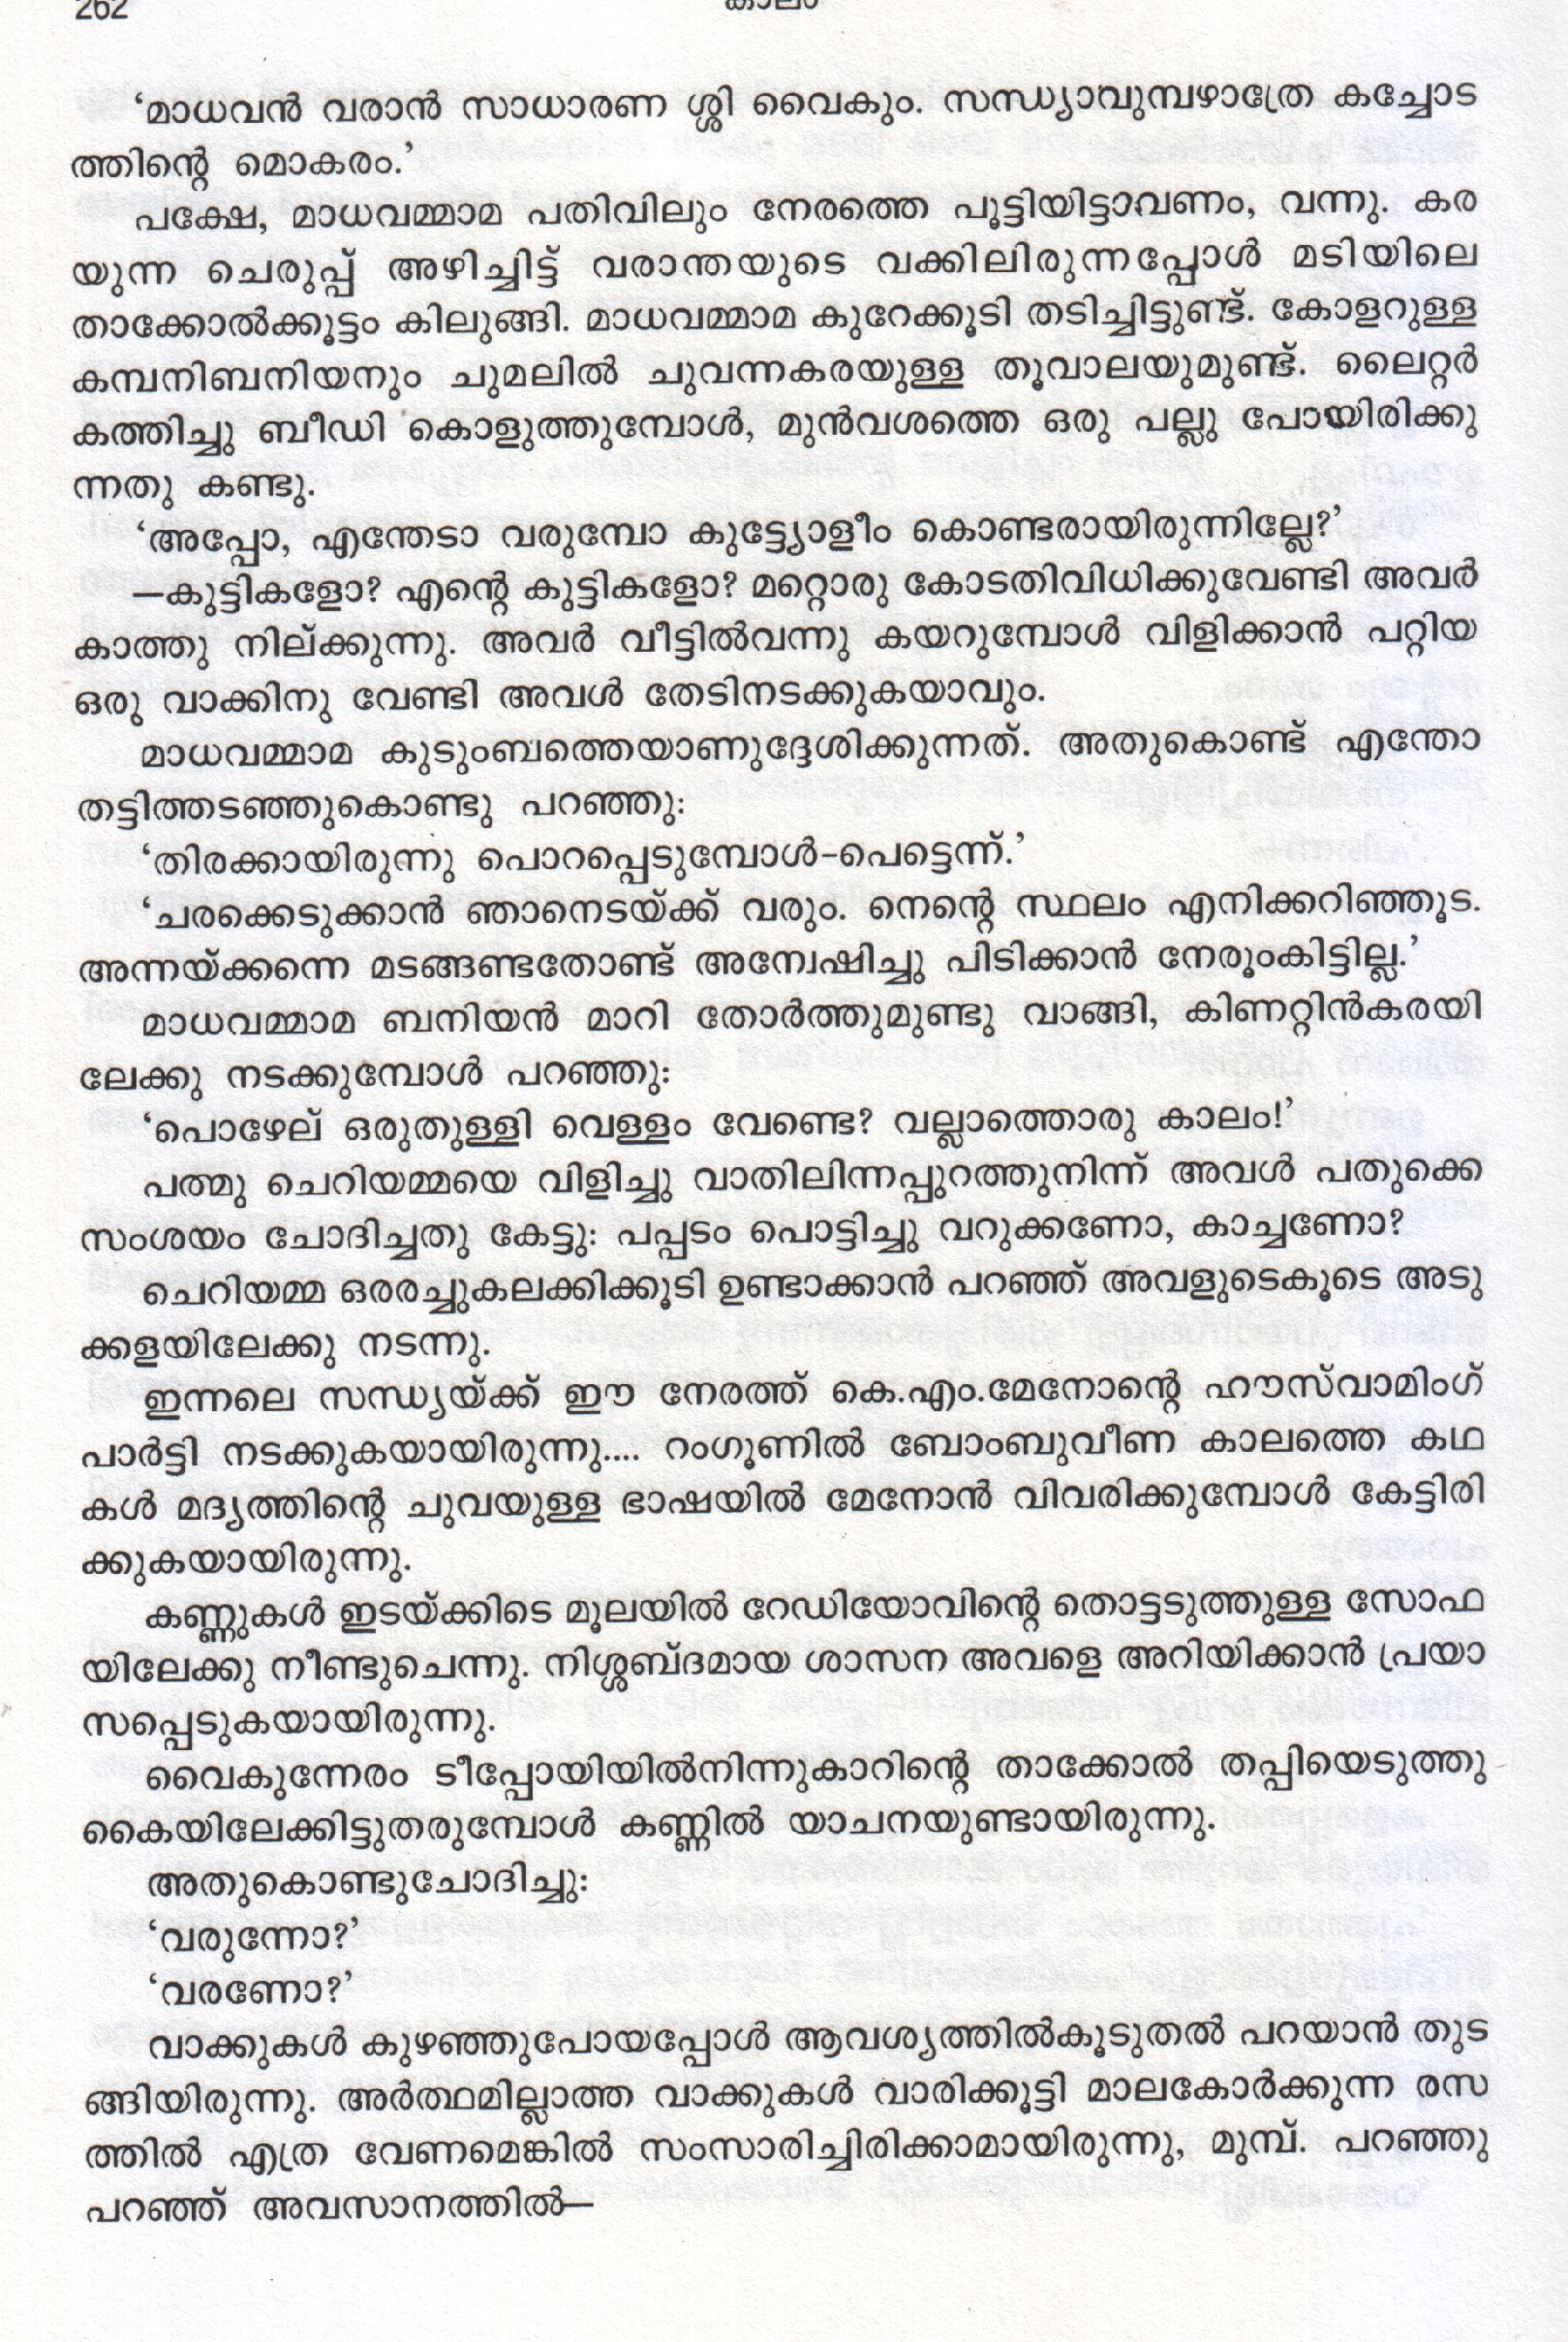 262
കാലം
‘മാധവൻ വരാൻ സാധാരണ ശ്ശി വൈകും. സന്ധ്യാവുമ്പഴാത്രേ കച്ചോട
ത്തിന്റെ മൊകരം.’
പക്ഷേ, മാധവമ്മാമ പതിവിലും നേരത്തെ പൂട്ടിയിട്ടാവണം, വന്നു. കര
യുന്ന ചെരുപ്പ് അഴിച്ചിട്ട് വരാന്തയുടെ വക്കിലിരുന്നപ്പോൾ മടിയിലെ
താക്കോൽക്കൂട്ടം കിലുങ്ങി. മാധവമ്മാമ കുറേക്കൂടി തടിച്ചിട്ടുണ്ട്. കോളറുള്ള
കമ്പനിബനിയനും ചുമലിൽ ചുവന്നകരയുള്ള തൂവാലയുമുണ്ട്. ലൈറ്റർ
കത്തിച്ചു ബീഡി കൊളുത്തുമ്പോൾ, മുൻവശത്തെ ഒരു പല്ലു പോയിരിക്കു
ന്നതു കണ്ടു.
‘അപ്പോ, എന്തേടാ വരുമ്പോ കുട്ട്യോളീം കൊണ്ടരായിരുന്നില്ലേ?’
—കുട്ടികളോ? എന്റെ കുട്ടികളോ? മറ്റൊരു കോടതിവിധിക്കുവേണ്ടി അവർ
കാത്തു നില്ക്കുന്നു. അവർ വീട്ടിൽവന്നു കയറുമ്പോൾ വിളിക്കാൻ പറ്റിയ
ഒരു വാക്കിനു വേണ്ടി അവൾ തേടിനടക്കുകയാവും.
മാധവമ്മാമ കുടുംബത്തെയാണുദ്ദേശിക്കുന്നത്. അതുകൊണ്ട് എന്തോ
തട്ടിത്തടഞ്ഞുകൊണ്ടു പറഞ്ഞു:
‘തിരക്കായിരുന്നു പൊറപ്പെടുമ്പോൾ-പെട്ടെന്ന്.’
‘ചരക്കെടുക്കാൻ ഞാനെടയ്ക്ക് വരും. നെന്റെ സ്ഥലം എനിക്കറിഞ്ഞൂട.
അന്നയ്ക്കന്നെ മടങ്ങണ്ടതോണ്ട് അന്വേഷിച്ചു പിടിക്കാൻ നേരൂംകിട്ടില്ല.’
മാധവമ്മാമ ബനിയൻ മാറി തോർത്തുമുണ്ടു വാങ്ങി, കിണറ്റിൻകരയി
ലേക്കു നടക്കുമ്പോൾ പറഞ്ഞു:
‘പൊഴേല് ഒരുതുള്ളി വെള്ളം വേണ്ടെ? വല്ലാത്തൊരു കാലം!’
പത്മു ചെറിയമ്മയെ വിളിച്ചു വാതിലിന്നപ്പുറത്തുനിന്ന് അവൾ പതുക്കെ
സംശയം ചോദിച്ചതു കേട്ടു: പപ്പടം പൊട്ടിച്ചു വറുക്കണോ, കാച്ചണോ?
ചെറിയമ്മ ഒരരച്ചുകലക്കിക്കൂടി ഉണ്ടാക്കാൻ പറഞ്ഞ് അവളുടെകൂടെ അടു
ക്കളയിലേക്കു നടന്നു.
ഇന്നലെ സന്ധ്യയ്ക്ക് ഈ നേരത്ത് കെ.എം.മേനോന്റെ ഹൗസ്‌വാമിംഗ്
പാർട്ടി നടക്കുകയായിരുന്നു.... റംഗൂണിൽ ബോംബുവീണ കാലത്തെ കഥ
കൾ മദ്യത്തിന്റെ ചുവയുള്ള ഭാഷയിൽ മേനോൻ വിവരിക്കുമ്പോൾ കേട്ടിരി
ക്കുകയായിരുന്നു.
കണ്ണുകൾ ഇടയ്ക്കിടെ മൂലയിൽ റേഡിയോവിന്റെ തൊട്ടടുത്തുള്ള സോഫ
യിലേക്കു നീണ്ടുചെന്നു. നിശ്ശബ്ദമായ ശാസന അവളെ അറിയിക്കാൻ പ്രയാ
സപ്പെടുകയായിരുന്നു.
വൈകുന്നേരം ടീപ്പോയിയിൽനിന്നുകാറിന്റെ താക്കോൽ തപ്പിയെടുത്തു
കൈയിലേക്കിട്ടുതരുമ്പോൾ കണ്ണിൽ യാചനയുണ്ടായിരുന്നു.
അതുകൊണ്ടുചോദിച്ചു:
‘വരുന്നോ?’
‘വരണോ?’
വാക്കുകൾ കുഴഞ്ഞുപോയപ്പോൾ ആവശ്യത്തിൽകൂടുതൽ പറയാൻ തുട
ങ്ങിയിരുന്നു. അർത്ഥമില്ലാത്ത വാക്കുകൾ വാരിക്കൂട്ടി മാലകോർക്കുന്ന രസ
ത്തിൽ എത്ര വേണമെങ്കിൽ സംസാരിച്ചിരിക്കാമായിരുന്നു, മുമ്പ്. പറഞ്ഞു
പറഞ്ഞ് അവസാനത്തിൽ—